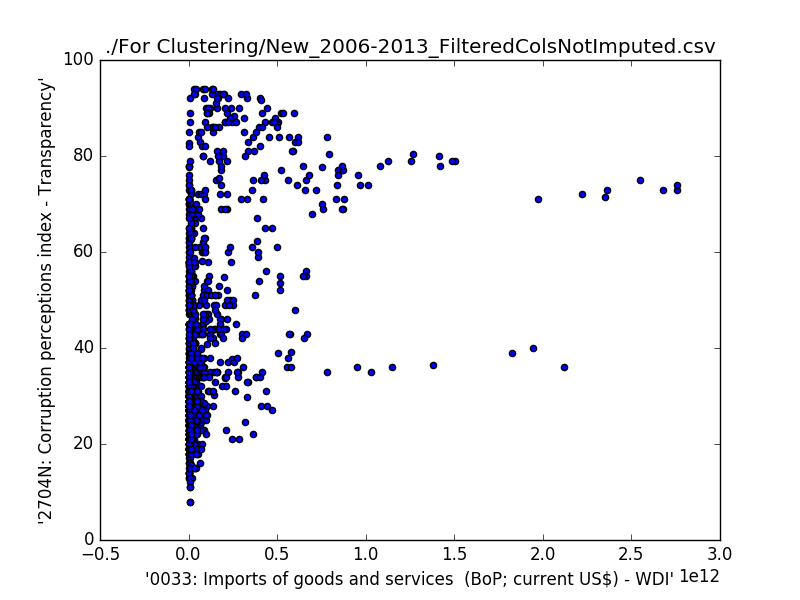 ./For Clustering/New_2006-2013_FilteredColsNotImputed.csv
'2704N: Corruption perceptions index - Transparency'
100
80
60
40
20
0
−0.5 0.0 0.5 1.0 1.5 2.0 2.5 3.0
1e12
'0033: Imports of goods and services  (BoP; current US$) - WDI'